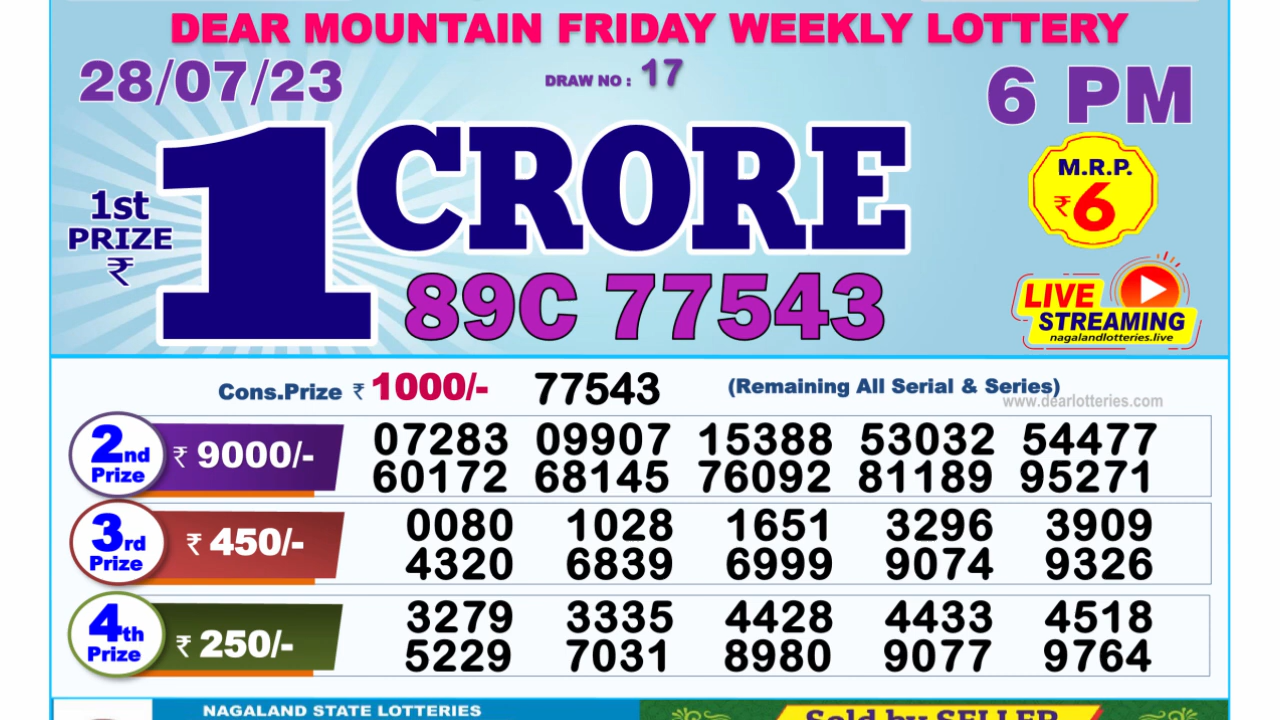 DEAR MOUNTAIN FRIDAY WEEKLY LOTTERY
28/07/23
DRAW NO : 17
6 PM
1st
PRIZE
₹
1 CRORE
89C 77543
M.R.P.
₹6
LIVE
STREAMING
nagalandlotteries.live
Cons.Prize ₹ 1000/- 77543 (Remaining All Serial & Series)
www.dearlotteries.com
2nd
Prize
₹ 9000/-
07283 09907 15388 53032 54477
60172 68145 76092 81189 95271
3rd
Prize
₹ 450/-
0080 1028 1651 3296 3909
4320 6839 6999 9074 9326
4th
Prize
₹ 250/-
3279 3335 4428 4433 4518
5229 7031 8980 9077 9764
NAGALAND STATE LOTTERIES
Sold by SELLER